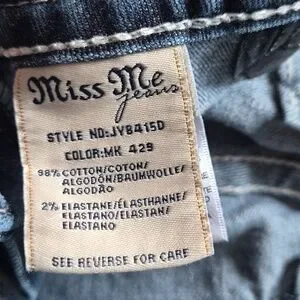 Miss Me
jeans
STYLE NO:JY8415D
COLOR:MK 429
98% COTTON/COTON/
ALGODÓN/BAUMWOLLE/
ALGODÃO
2% ELASTANE/ÉLASTHANNE/
ELASTANO/ELASTAN/
ELASTANO
SEE REVERSE FOR CARE